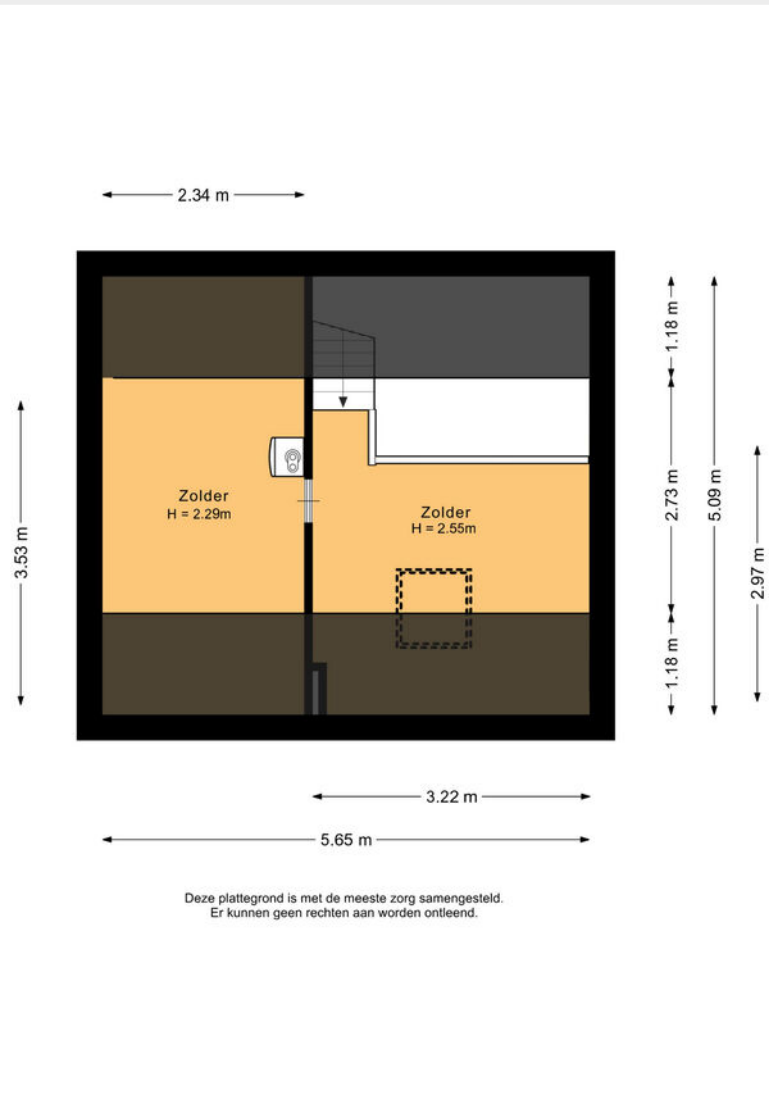 2.34 m
1.18 m
2.73 m
5.09 m
3.53 m
2.97 m
Zolder
H = 2.29m
Zolder
H = 2.55m
1.18 m
3.22 m
5.65 m
Deze plattegrond is met de meeste zorg samengesteld.
Er kunnen geen rechten aan worden ontleend.